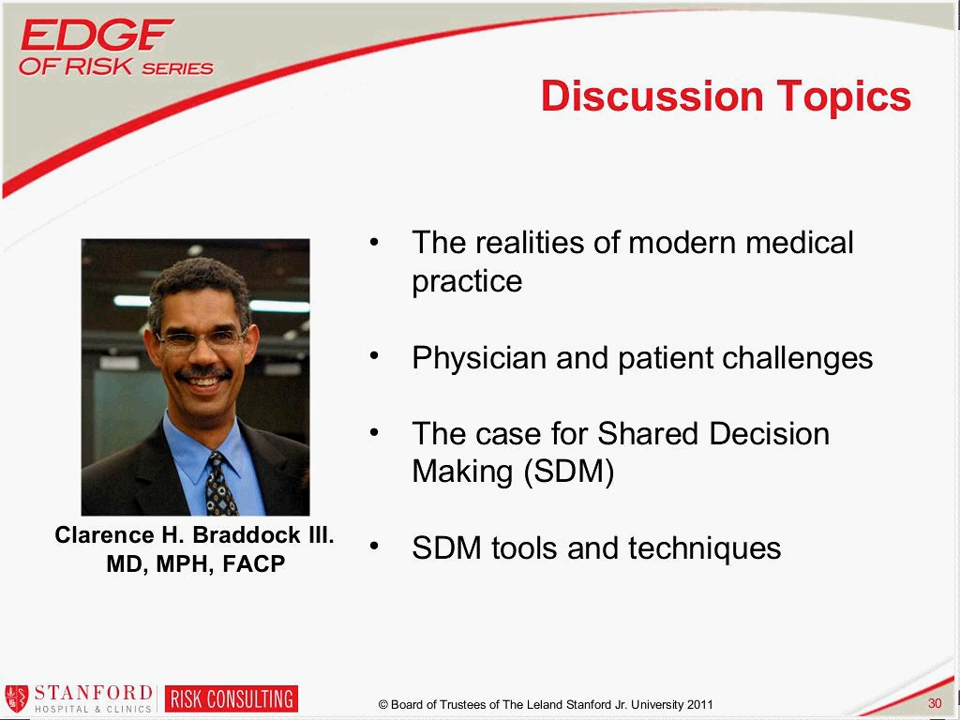 EDGE
OF RISK SERIES
Discussion Topics
• The realities of modern medical
practice
• Physician and patient challenges
• The case for Shared Decision
Making (SDM)
• SDM tools and techniques
Clarence H. Braddock III.
MD, MPH, FACP
STANFORD
HOSPITAL & CLINICS
RISK CONSULTING
© Board of Trustees of The Leland Stanford Jr. University 2011
30